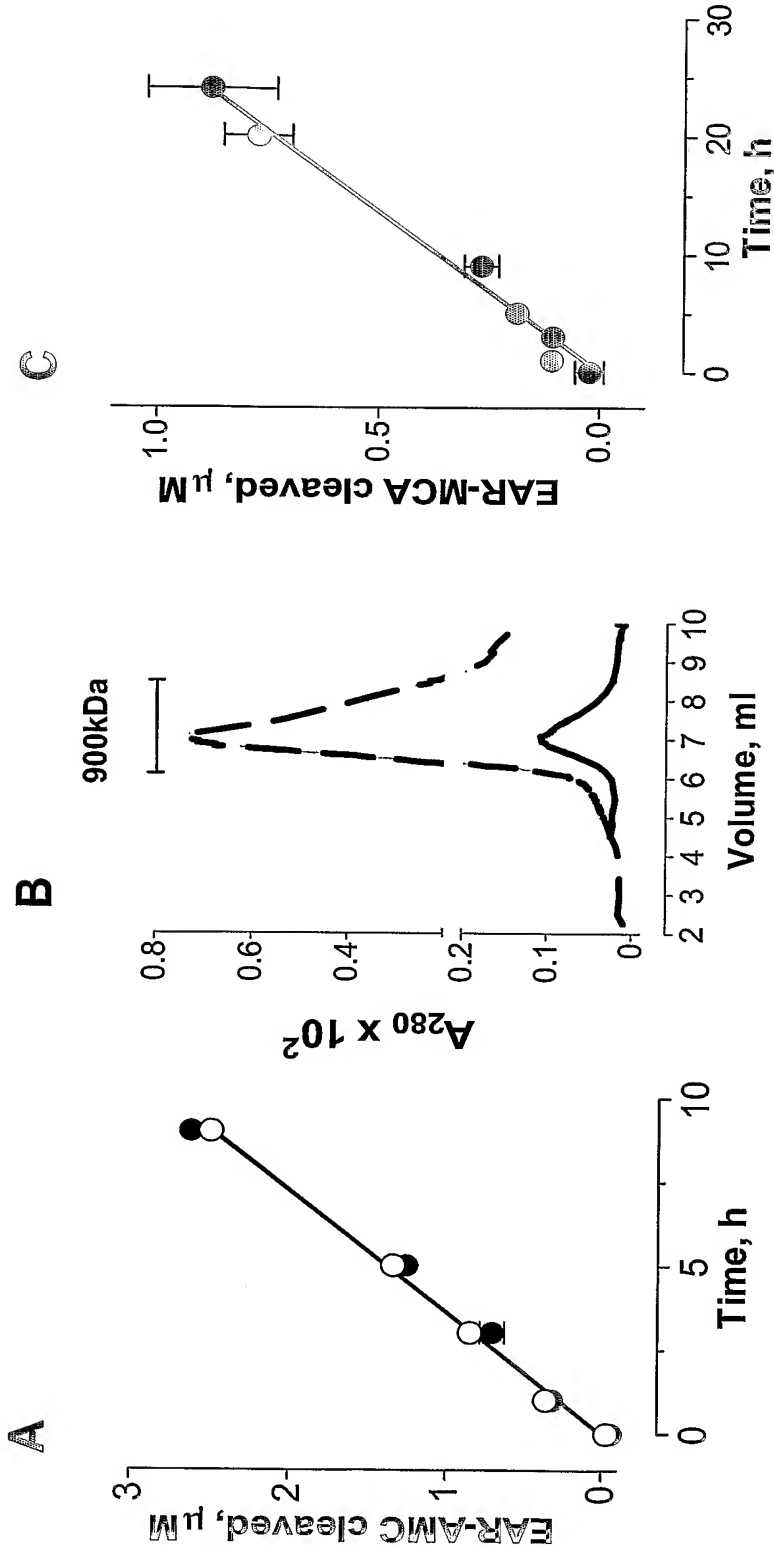 A
EAR-AMC cleaved, μM
3
2
1
0
0
5
10
Time, h
B
900kDa
A280 x 10²
0.8
0.6
0.4
0.2
0.1
0
2 3 4 5 6 7 8 9 10
Volume, ml
C
EAR-MCA cleaved, μM
1.0
0.5
0.0
0
10
20
30
Time, h